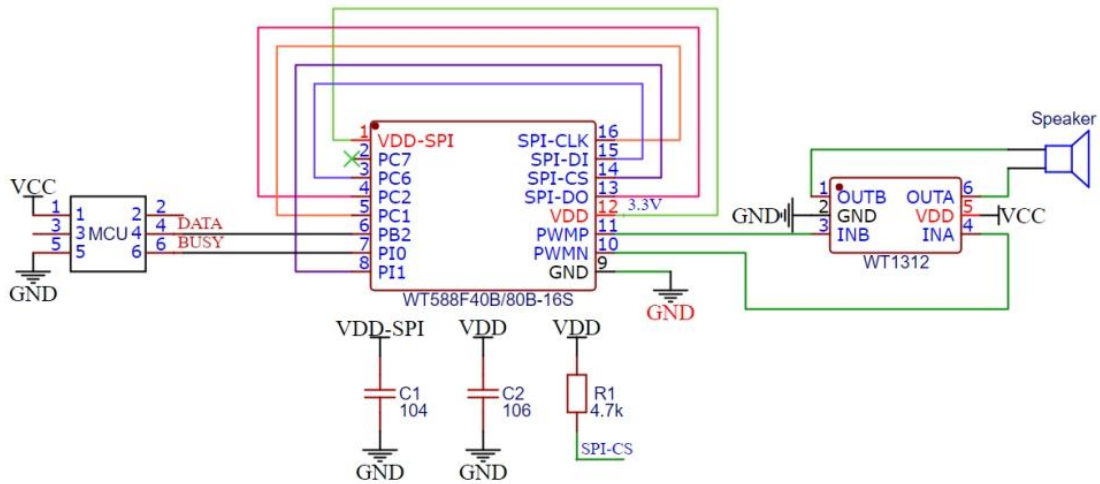 Speaker
1 VDD-SPI SPI-CLK 16
2 PC7 SPI-DI 15
3 PC6 SPI-CS 14
4 PC2 SPI-DO 13
5 PC1 VDD 12 3.3V
6 PB2 PWMP 11
7 PI0 PWMN 10
8 PI1 GND 9
WT588F40B/80B-16S
VCC
1 1 2 2
3 3 MCU 4 4 DATA
5 5 6 6 BUSY
GND
GND
1 OUTB OUTA 6
GND 2 GND VDD 5 VCC
3 INB INA 4
WT1312
VDD-SPI VDD VDD
C1 C2 R1
104 106 4.7k
GND GND SPI-CS